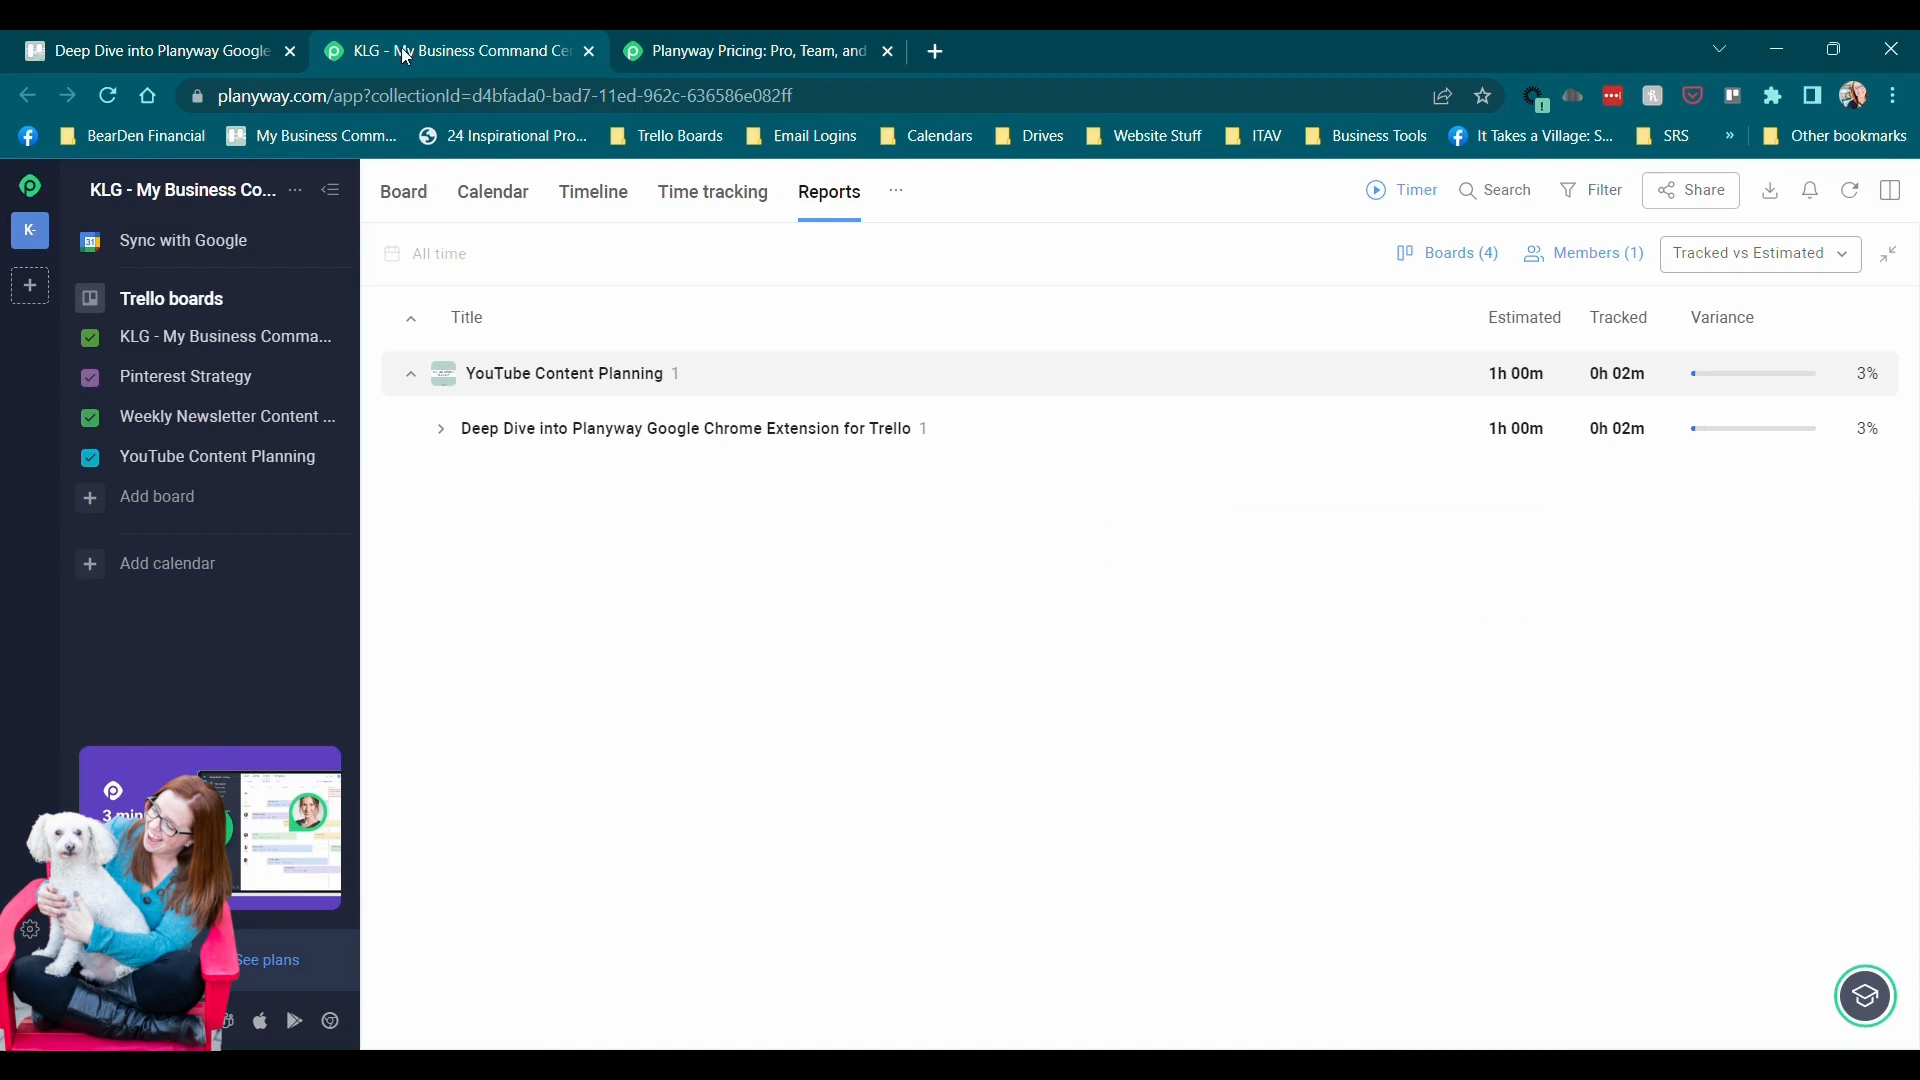 Deep Dive into Planyway Google
KLG - My Business Command Ce
Planyway Pricing: Pro, Team, and
planyway.com/app?collectionId=d4bfada0-bad7-11ed-962c-636586e082ff
BearDen Financial
My Business Comm...
24 Inspirational Pro...
Trello Boards
Email Logins
Calendars
Drives
Website Stuff
ITAV
Business Tools
It Takes a Village: S...
SRS
»
Other bookmarks
KLG - My Business Co...
K-
Sync with Google
Trello boards
KLG - My Business Comma...
Pinterest Strategy
Weekly Newsletter Content ...
YouTube Content Planning
Add board
Add calendar
3 min
See plans
Board
Calendar
Timeline
Time tracking
Reports
Timer
Search
Filter
Share
All time
Boards (4)
Members (1)
Tracked vs Estimated
Title
Estimated
Tracked
Variance
YouTube Content Planning 1
1h 00m
0h 02m
3%
Deep Dive into Planyway Google Chrome Extension for Trello 1
1h 00m
0h 02m
3%